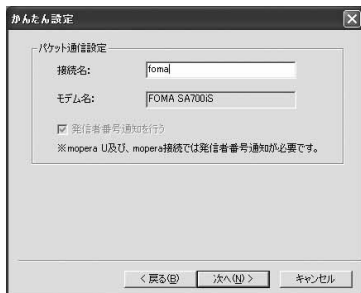 かんたん設定
パケット通信設定
接続名: foma
モデム名: FOMA SA700iS
発信者番号通知を行う
※mopera U及び、mopera接続では発信者番号通知が必要です。
< 戻る(B) 次へ(N) > キャンセル